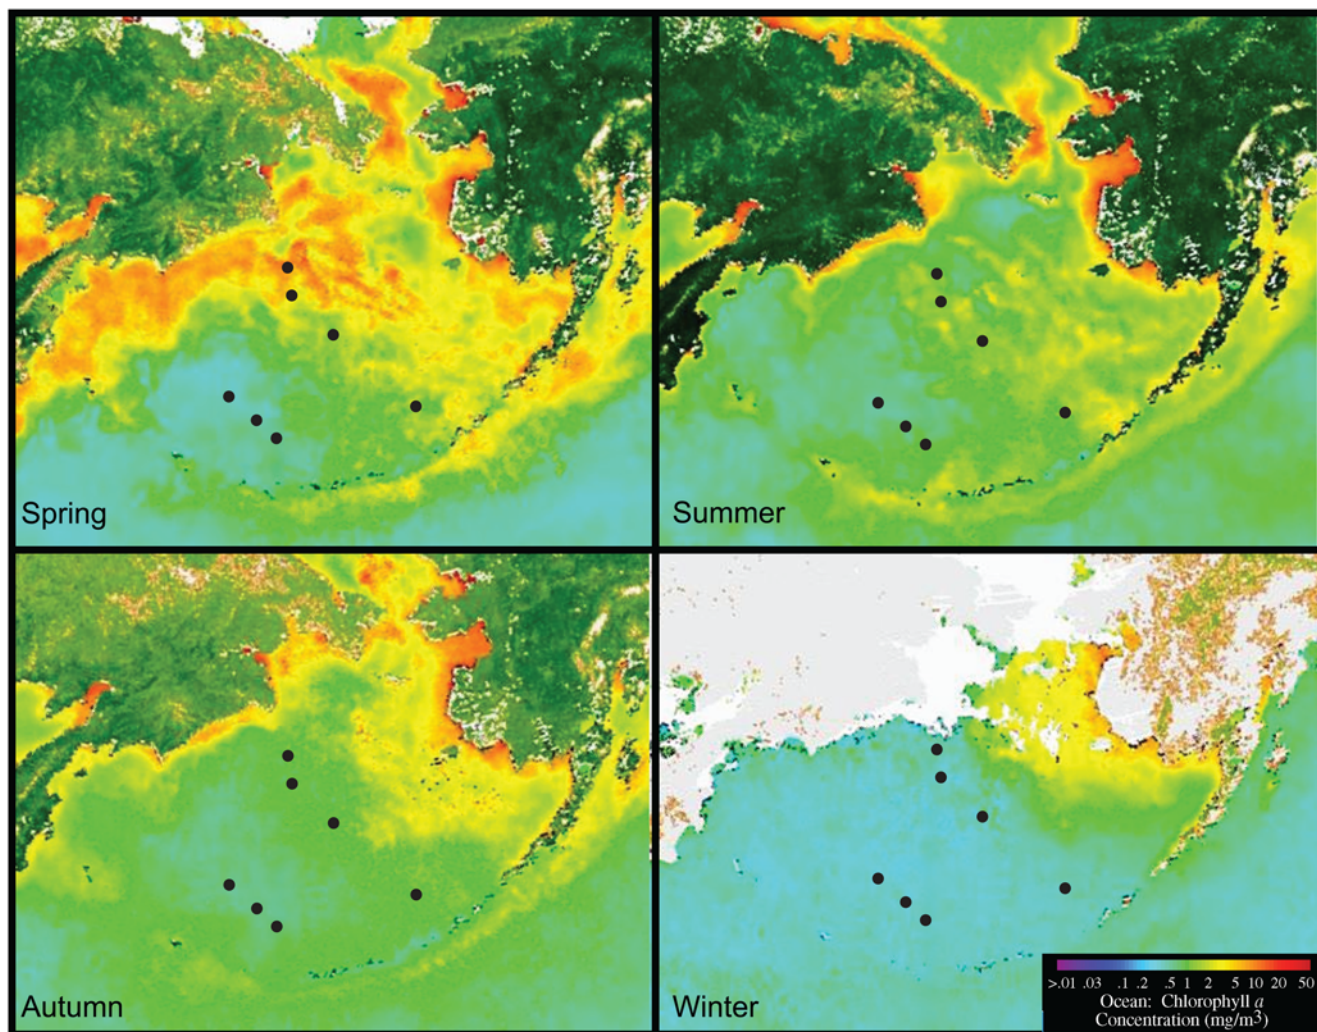 Spring
Summer
Autumn
Winter
>.01 .03 .1 .2 .5 1 2 5 10 20 50
Ocean: Chlorophyll a
Concentration (mg/m3)